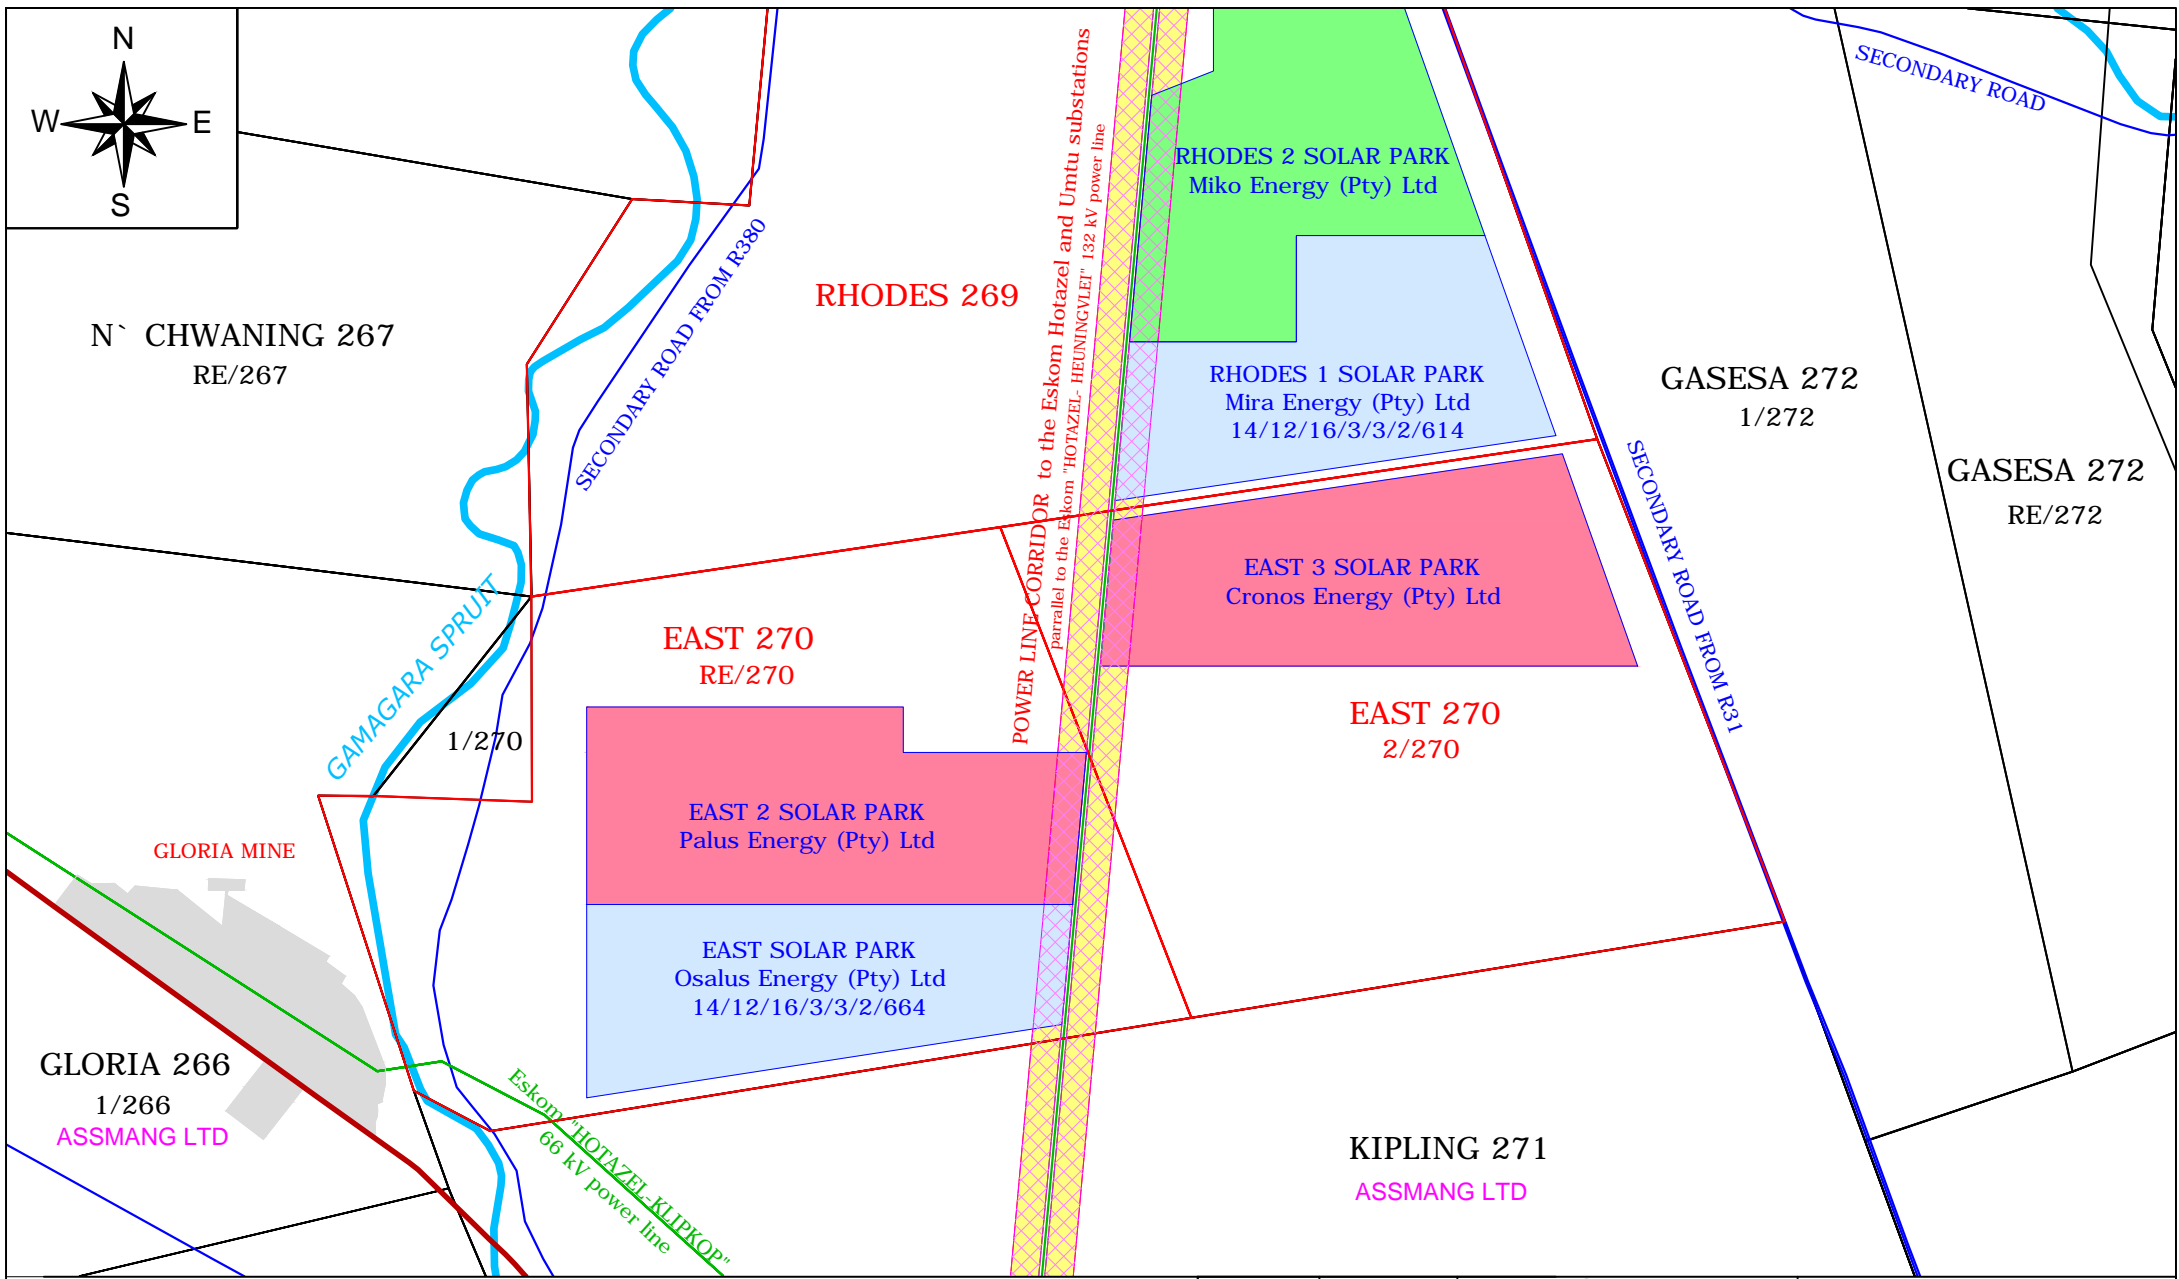 N
W E
S
SECONDARY ROAD
RHODES 2 SOLAR PARK
Miko Energy (Pty) Ltd
POWER LINE CORRIDOR to the Eskom Hotazel and Umtu substations
parrallel to the Eskom "HOTAZEL- HEUNINGVLEI" 132 kV power line
SECONDARY ROAD FROM R380
RHODES 269
N` CHWANING 267
RE/267
RHODES 1 SOLAR PARK
Mira Energy (Pty) Ltd
14/12/16/3/3/2/614
GASESA 272
1/272
GASESA 272
RE/272
SECONDARY ROAD FROM R31
EAST 3 SOLAR PARK
Cronos Energy (Pty) Ltd
GAMAGARA SPRUIT
EAST 270
RE/270
1/270
EAST 270
2/270
EAST 2 SOLAR PARK
Palus Energy (Pty) Ltd
GLORIA MINE
EAST SOLAR PARK
Osalus Energy (Pty) Ltd
14/12/16/3/3/2/664
GLORIA 266
1/266
ASSMANG LTD
Eskom "HOTAZEL-KLIPKOP"
66 kV power line
KIPLING 271
ASSMANG LTD